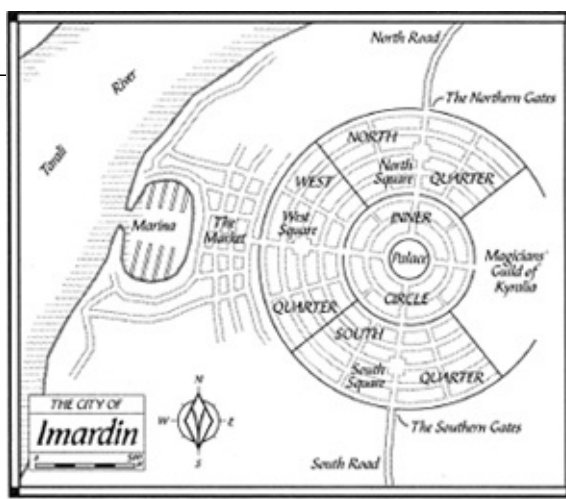 North Road
The Northern Gates
River
Tarali
NORTH
North
Square
QUARTER
WEST
West
Square
INNER
Marina
The
Market
Palace
Magicians'
Guild of
Kyralia
CIRCLE
QUARTER
SOUTH
South
Square
QUARTER
THE CITY OF
Imardin
N
W
E
S
The Southern Gates
South Road